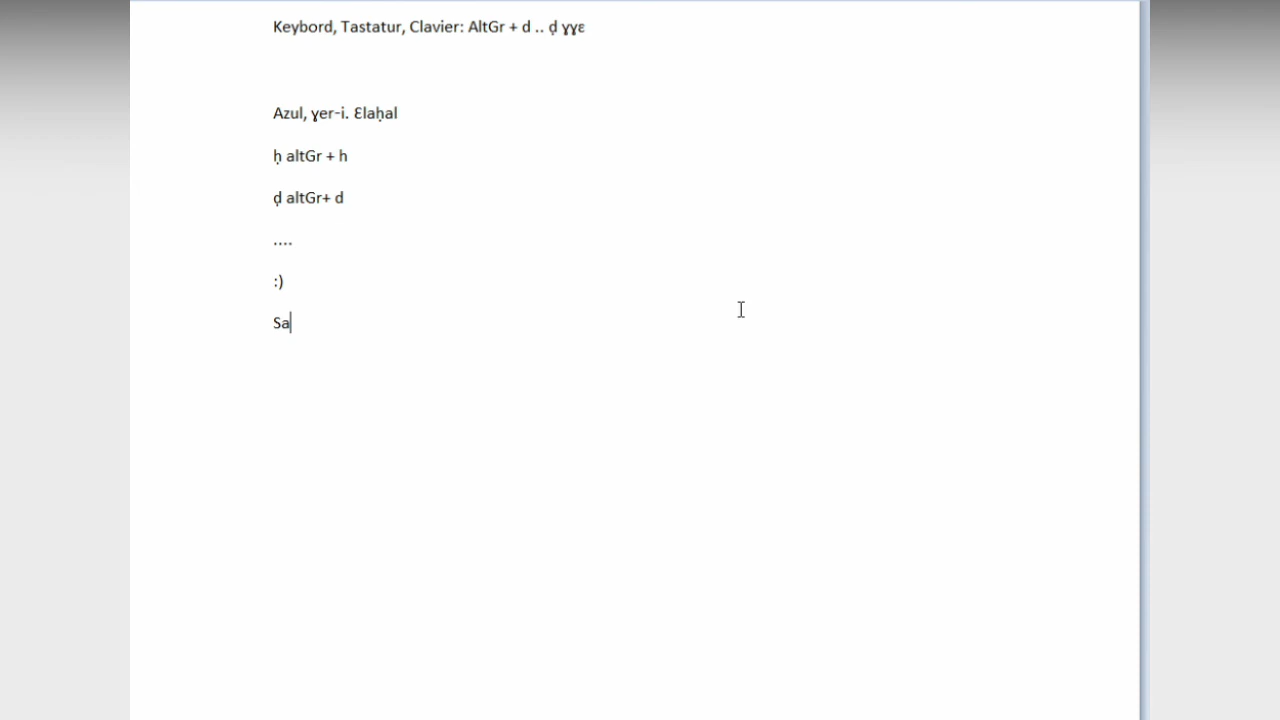 Keybord, Tastatur, Clavier: AltGr + d .. ḍ ɣɣɛ
Azul, ɣer-i. Ɛlaḥal
ḥ altGr + h
ḍ altGr+ d
....
:)
Sa